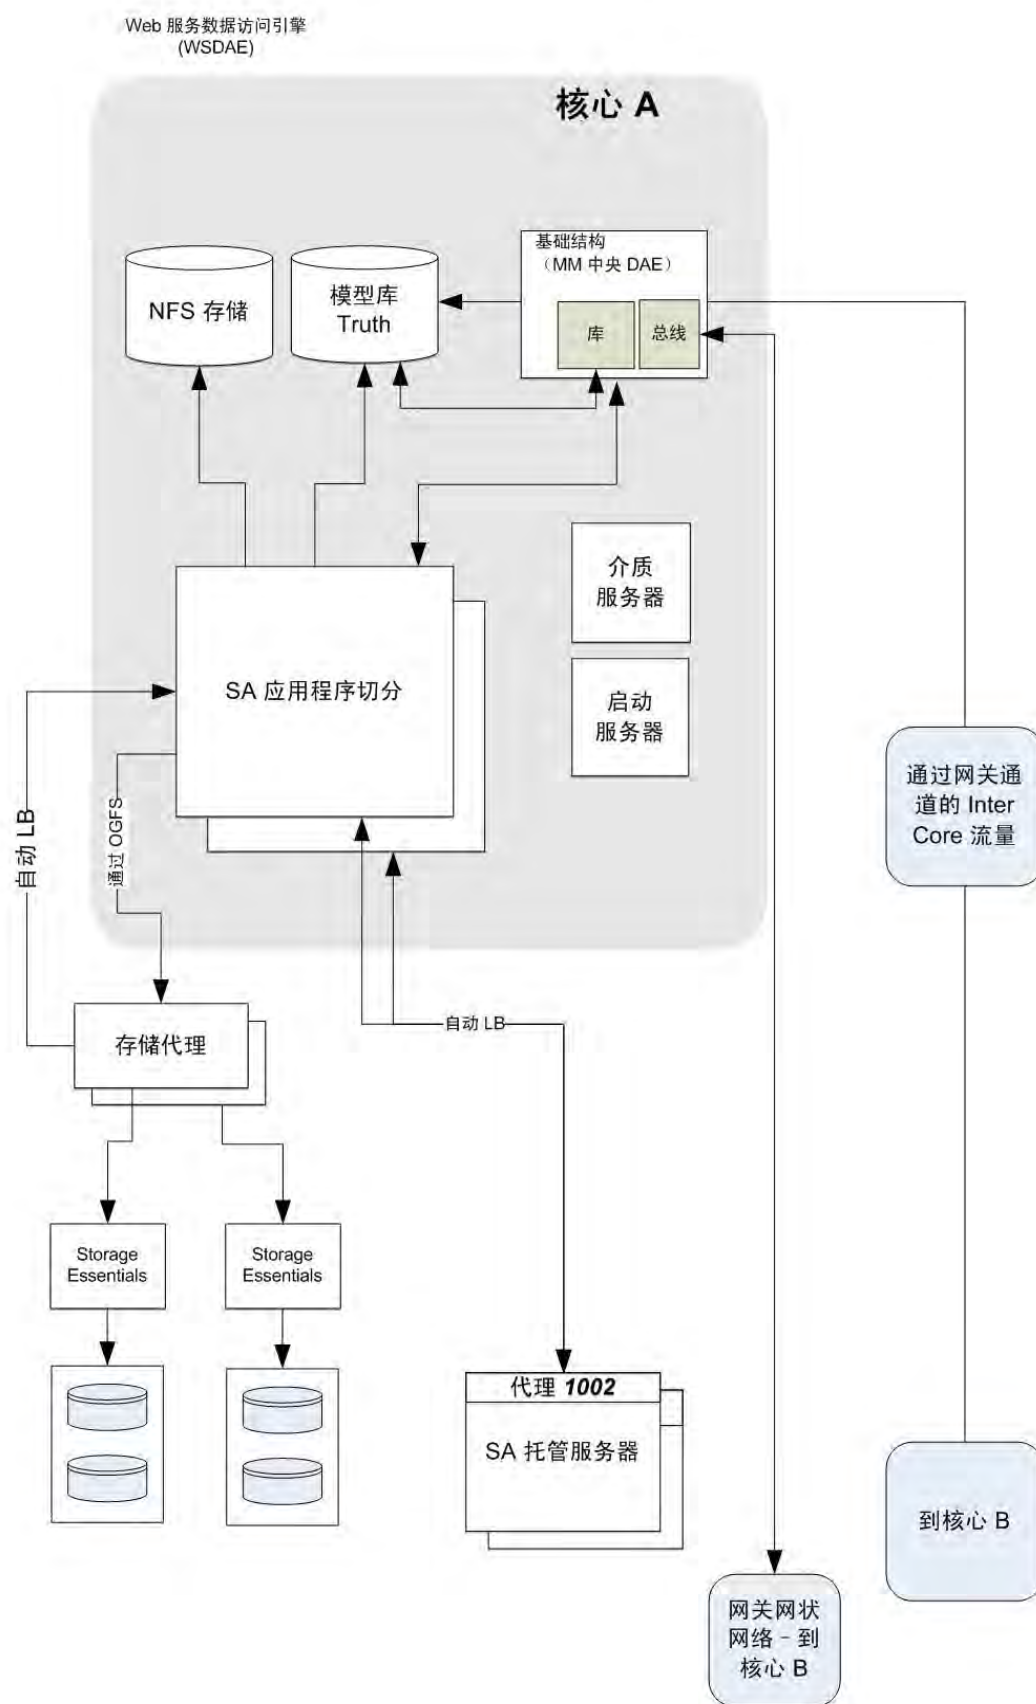 Web 服务数据访问引擎
(WSDAE)
核心 A
基础结构
（MM 中央 DAE）
库
总线
NFS 存储
模型库
Truth
介质
服务器
SA 应用程序切分
启动
服务器
通过网关通
道的 Inter
Core 流量
自动 LB
通过 OGFS
自动 LB
存储代理
Storage
Essentials
Storage
Essentials
代理 1002
SA 托管服务器
到核心 B
网关网状
网络 - 到
核心 B